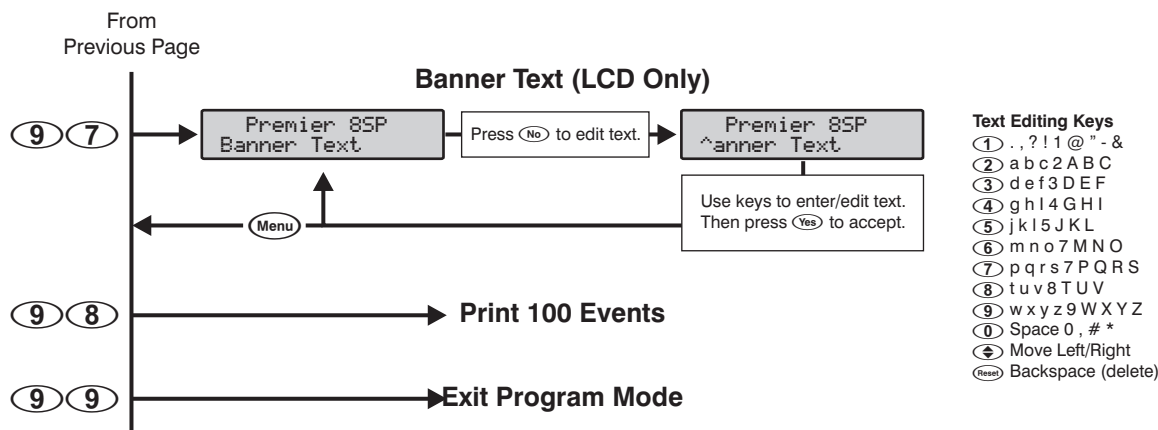 From
Previous Page
Banner Text (LCD Only)
9 7
Premier 8SP
Banner Text
Press No to edit text.
Premier 8SP
^anner Text
Use keys to enter/edit text.
Then press Yes to accept.
Menu
9 8
Print 100 Events
9 9
Exit Program Mode
Text Editing Keys
1 . , ? ! 1 @ " - &
2 a b c 2 A B C
3 d e f 3 D E F
4 g h I 4 G H I
5 j k l 5 J K L
6 m n o 7 M N O
7 p q r s 7 P Q R S
8 t u v 8 T U V
9 w x y z 9 W X Y Z
0 Space 0 , # *
Move Left/Right
Reset Backspace (delete)